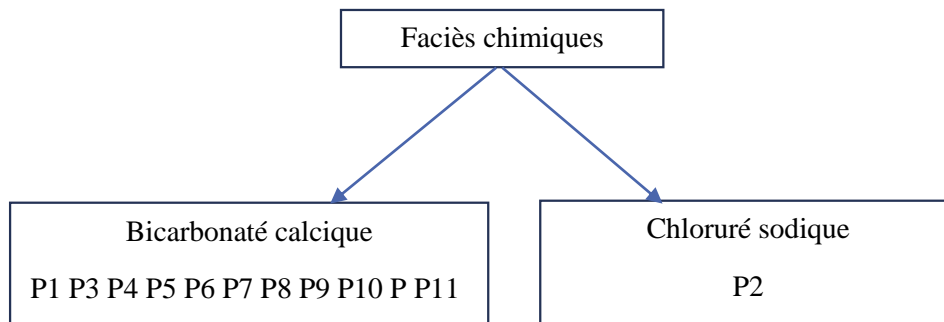 Faciès chimiques
Bicarbonaté calcique
P1 P3 P4 P5 P6 P7 P8 P9 P10 P P11
Chloruré sodique
P2